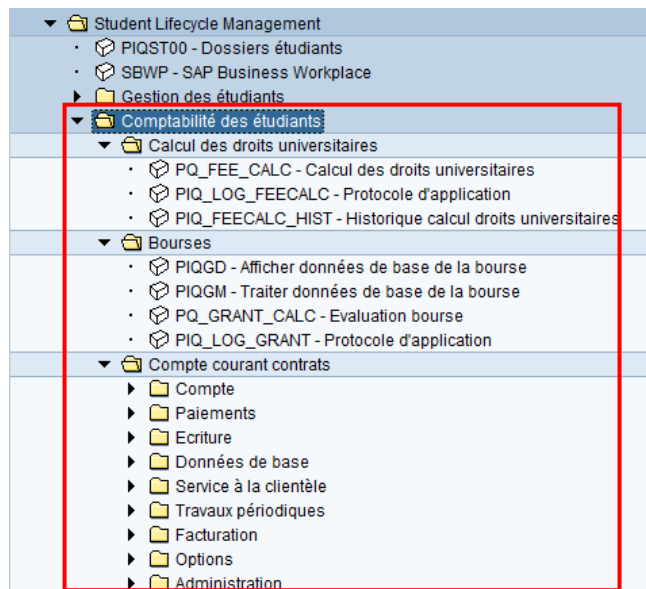 Student Lifecycle Management
PIQST00 - Dossiers étudiants
SBWP - SAP Business Workplace
Gestion des étudiants
Comptabilité des étudiants
Calcul des droits universitaires
PQ_FEE_CALC - Calcul des droits universitaires
PIQ_LOG_FEECALC - Protocole d'application
PIQ_FEECALC_HIST - Historique calcul droits universitaires
Bourses
PIQGD - Afficher données de base de la bourse
PIQGM - Traiter données de base de la bourse
PQ_GRANT_CALC - Evaluation bourse
PIQ_LOG_GRANT - Protocole d'application
Compte courant contrats
Compte
Paiements
Ecriture
Données de base
Service à la clientèle
Travaux périodiques
Facturation
Options
Administration